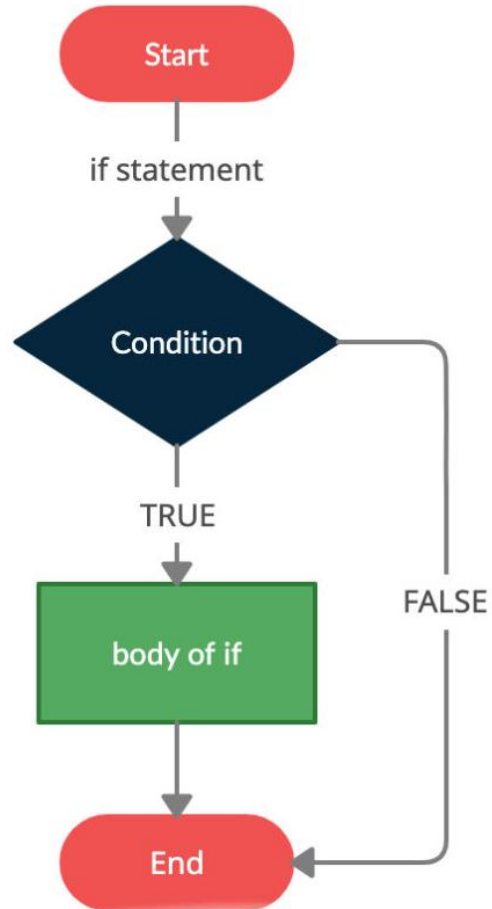 Start
if statement
Condition
TRUE
FALSE
body of if
End